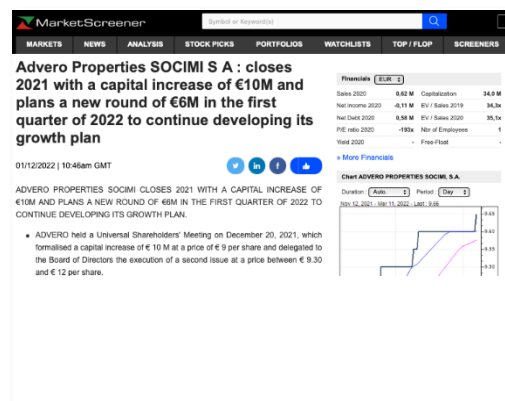 MarketScreener
Symbol or Keyword(s)
MARKETS NEWS ANALYSIS STOCK PICKS PORTFOLIOS WATCHLISTS TOP / FLOP SCREENERS
Advero Properties SOCIMI S A : closes
2021 with a capital increase of €10M and
plans a new round of €6M in the first
quarter of 2022 to continue developing its
growth plan
01/12/2022 | 10:46am GMT
ADVERO PROPERTIES SOCIMI CLOSES 2021 WITH A CAPITAL INCREASE OF
€10M AND PLANS A NEW ROUND OF €6M IN THE FIRST QUARTER OF 2022 TO
CONTINUE DEVELOPING ITS GROWTH PLAN.
• ADVERO held a Universal Shareholders' Meeting on December 20, 2021, which
formalised a capital increase of € 10 M at a price of € 9 per share and delegated to
the Board of Directors the execution of a second issue at a price between € 9.30
and € 12 per share.
Financials EUR
Sales 2020 0,62 M Capitalization 34,0 M
Net income 2020 -0,11 M EV / Sales 2019 34,3x
Net Debt 2020 0,58 M EV / Sales 2020 35,1x
P/E ratio 2020 -193x Nbr of Employees 1
Yield 2020 - Free-Float -
» More Financials
Chart ADVERO PROPERTIES SOCIMI, S.A.
Duration : Auto. Period : Day
Nov 12, 2021 - Mar 11, 2022 - Last : 9.65
9.65
9.60
9.55
9.50